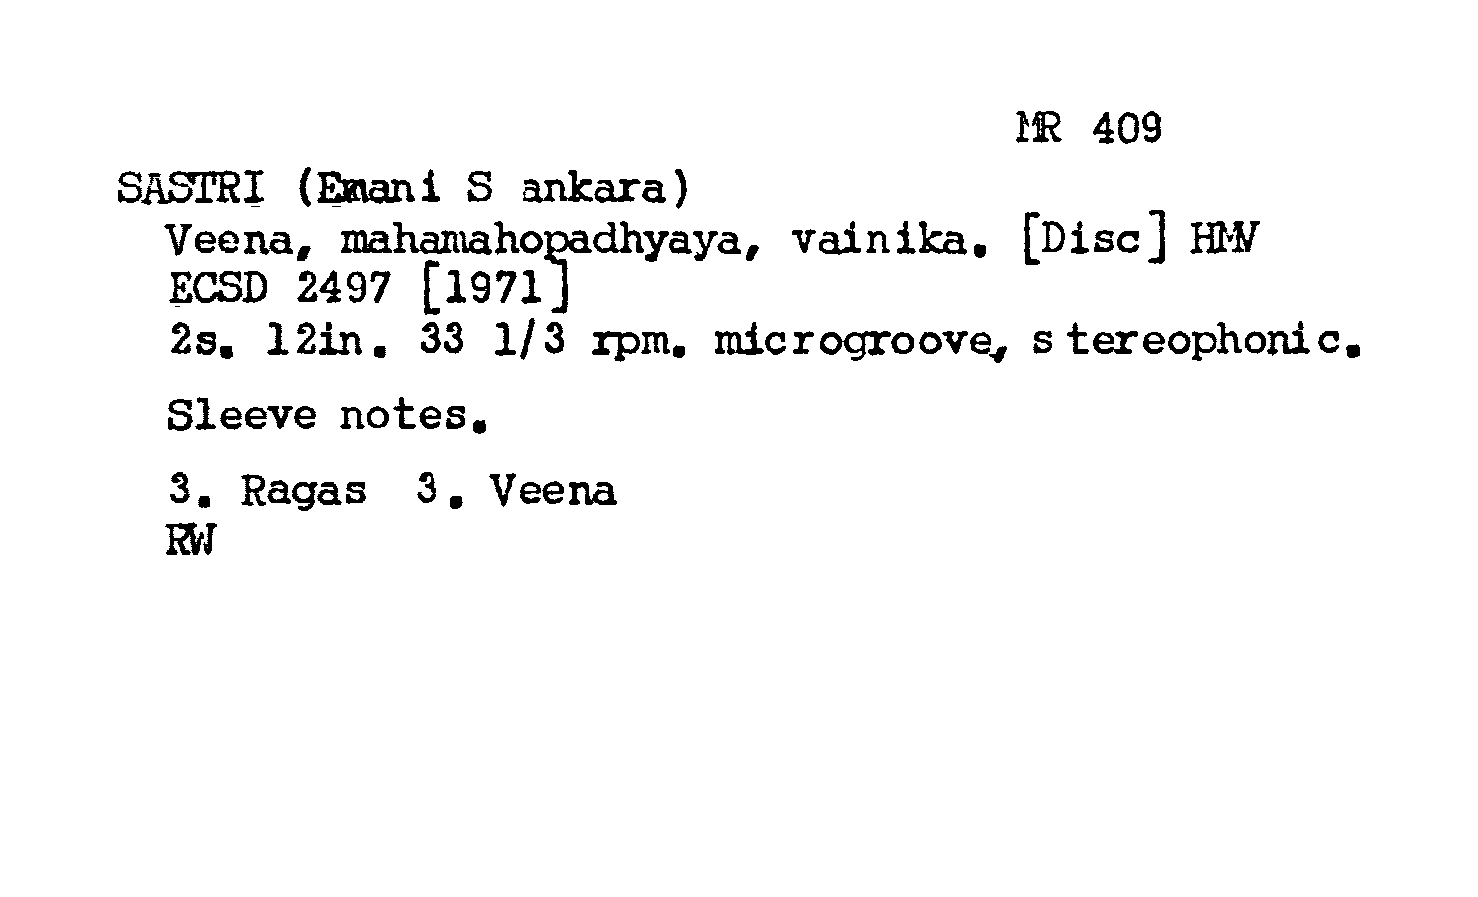 MR 409
SASTRI (Emani S ankara)
Veena, mahamahopadhyaya, vainika. [Disc] HMV
ECSD 2497 [1971]
2s. 12in. 33 1/3 rpm. microgroove, stereophonic.
Sleeve notes.
3. Ragas 3. Veena
RW